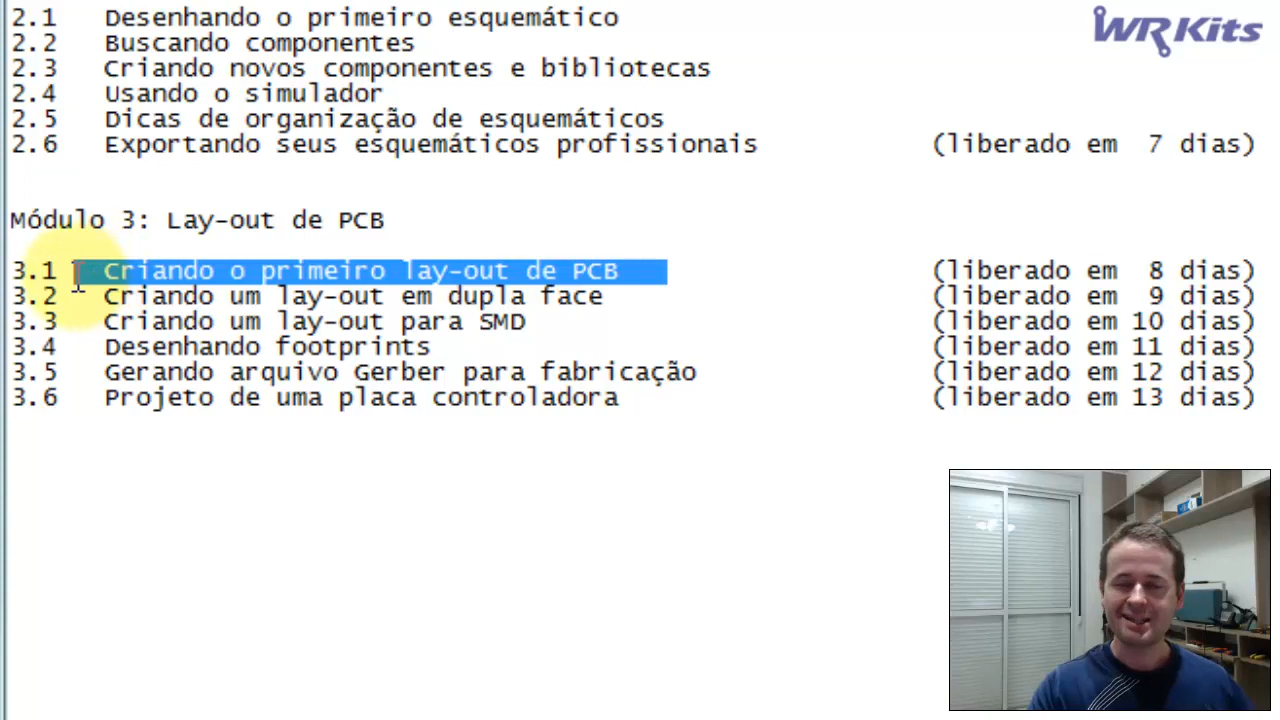 2.1 Desenhando o primeiro esquemático
WRKits
2.2 Buscando componentes
2.3 Criando novos componentes e bibliotecas
2.4 Usando o simulador
2.5 Dicas de organização de esquemáticos
2.6 Exportando seus esquemáticos profissionais (liberado em 7 dias)
Módulo 3: Lay-out de PCB
3.1 Criando o primeiro lay-out de PCB (liberado em 8 dias)
3.2 Criando um lay-out em dupla face (liberado em 9 dias)
3.3 Criando um lay-out para SMD (liberado em 10 dias)
3.4 Desenhando footprints (liberado em 11 dias)
3.5 Gerando arquivo Gerber para fabricação (liberado em 12 dias)
3.6 Projeto de uma placa controladora (liberado em 13 dias)